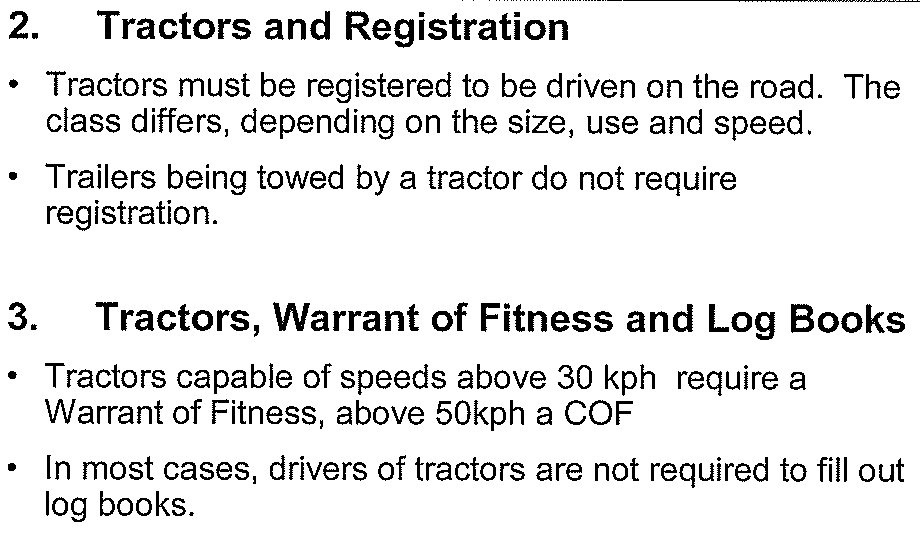 2. Tractors and Registration
• Tractors must be registered to be driven on the road. The
class differs, depending on the size, use and speed.
• Trailers being towed by a tractor do not require
registration.
3. Tractors, Warrant of Fitness and Log Books
• Tractors capable of speeds above 30 kph require a
Warrant of Fitness, above 50kph a COF
• In most cases, drivers of tractors are not required to fill out
log books.